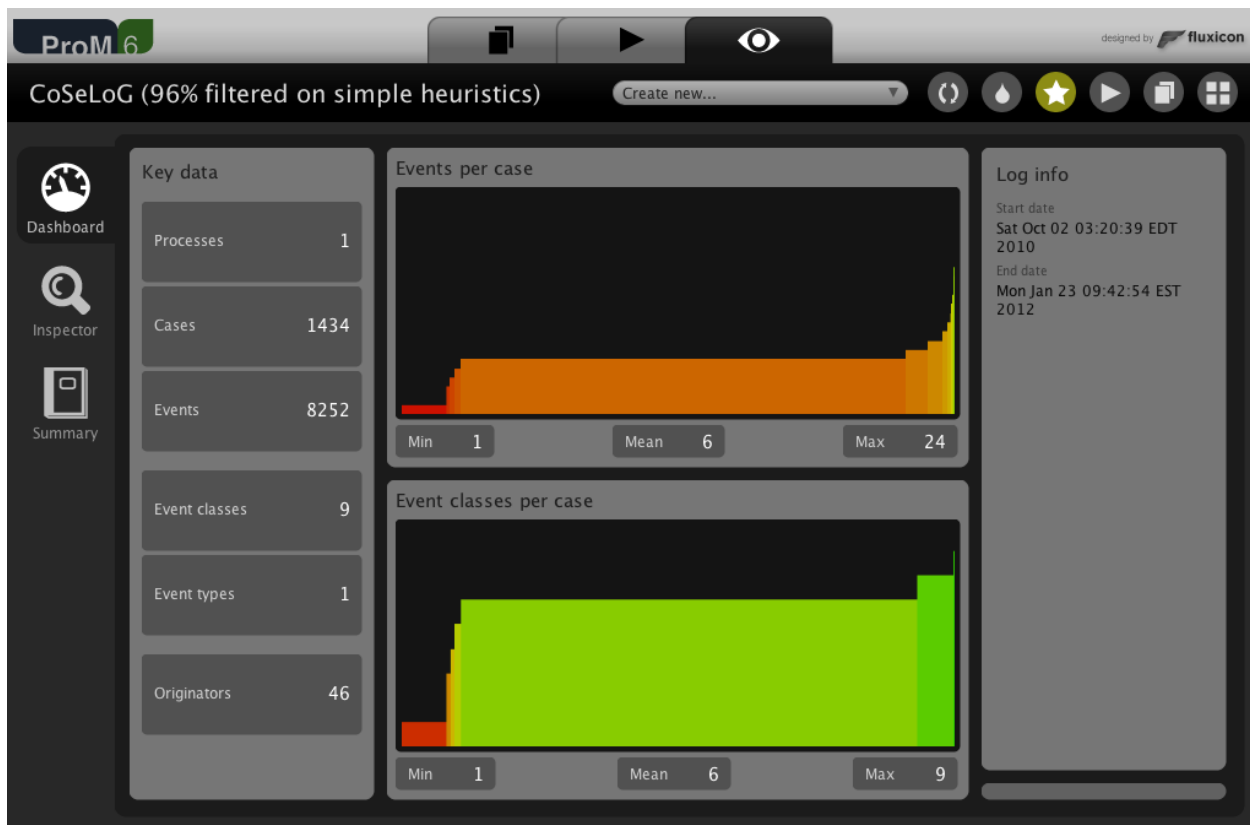 ProM 6
designed by fluxicon
CoSeLoG (96% filtered on simple heuristics)
Create new...
Dashboard
Inspector
Summary
Key data
Processes 1
Cases 1434
Events 8252
Event classes 9
Event types 1
Originators 46
Events per case
Min 1 Mean 6 Max 24
Event classes per case
Min 1 Mean 6 Max 9
Log info
Start date
Sat Oct 02 03:20:39 EDT
2010
End date
Mon Jan 23 09:42:54 EST
2012